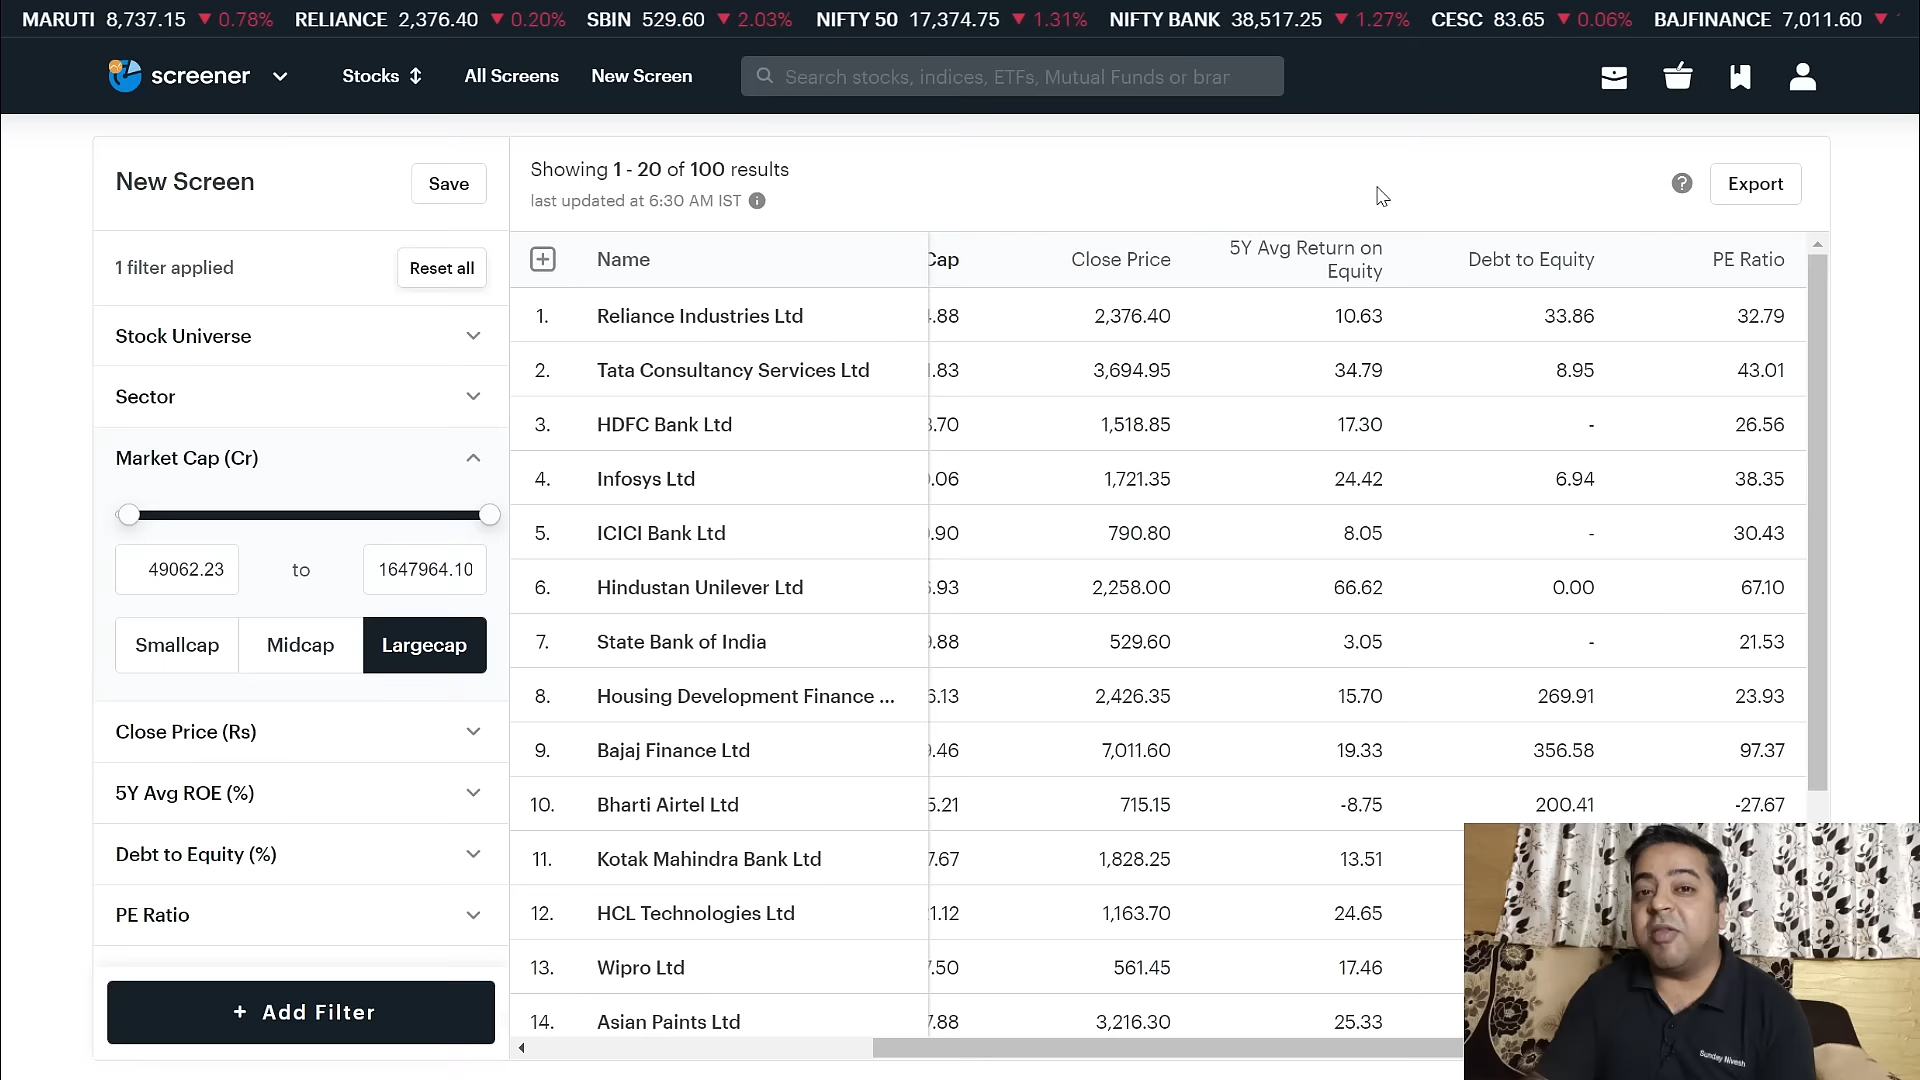 MARUTI 8,737.15 ▼ 0.78% RELIANCE 2,376.40 ▼ 0.20% SBIN 529.60 ▼ 2.03% NIFTY 50 17,374.75 ▼ 1.31% NIFTY BANK 38,517.25 ▼ 1.27% CESC 83.65 ▼ 0.06% BAJFINANCE 7,011.60 ▼
screener Stocks All Screens New Screen Search stocks, indices, ETFs, Mutual Funds or brar
New Screen Save
1 filter applied Reset all
Stock Universe
Sector
Market Cap (Cr)
49062.23 to 1647964.10
Smallcap Midcap Largecap
Close Price (Rs)
5Y Avg ROE (%)
Debt to Equity (%)
PE Ratio
+ Add Filter
Showing 1 - 20 of 100 results
last updated at 6:30 AM IST
? Export
Name Cap Close Price 5Y Avg Return on Equity Debt to Equity PE Ratio
1. Reliance Industries Ltd .88 2,376.40 10.63 33.86 32.79
2. Tata Consultancy Services Ltd .83 3,694.95 34.79 8.95 43.01
3. HDFC Bank Ltd .70 1,518.85 17.30 - 26.56
4. Infosys Ltd .06 1,721.35 24.42 6.94 38.35
5. ICICI Bank Ltd .90 790.80 8.05 - 30.43
6. Hindustan Unilever Ltd .93 2,258.00 66.62 0.00 67.10
7. State Bank of India .88 529.60 3.05 - 21.53
8. Housing Development Finance ... .13 2,426.35 15.70 269.91 23.93
9. Bajaj Finance Ltd .46 7,011.60 19.33 356.58 97.37
10. Bharti Airtel Ltd .21 715.15 -8.75 200.41 -27.67
11. Kotak Mahindra Bank Ltd .67 1,828.25 13.51
12. HCL Technologies Ltd .12 1,163.70 24.65
13. Wipro Ltd .50 561.45 17.46
14. Asian Paints Ltd .88 3,216.30 25.33
Sunday Nivesh